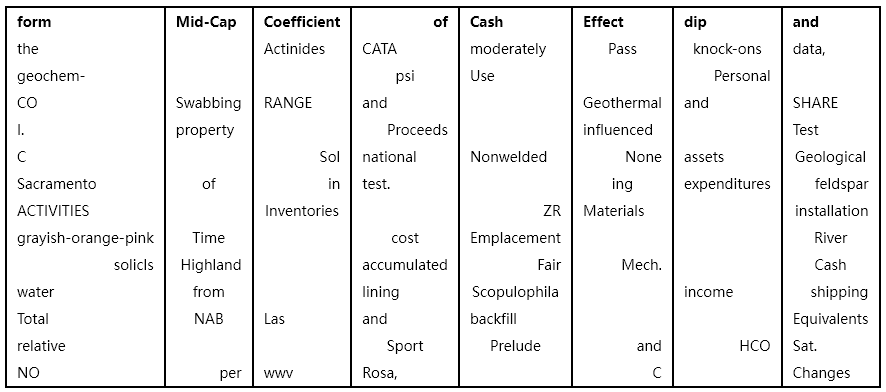 form Mid-Cap Coefficient of Cash Effect dip and
the Actinides CATA moderately Pass knock-ons data,
geochem- psi Use Personal
CO Swabbing RANGE and Geothermal and SHARE
I. property Proceeds influenced Test
C Sol national Nonwelded None assets Geological
Sacramento of in test. ing expenditures feldspar
ACTIVITIES Inventories ZR Materials installation
grayish-orange-pink Time cost Emplacement River
solicls Highland accumulated Fair Mech. Cash
water from lining Scopulophila income shipping
Total NAB Las and backfill Equivalents
relative Sport Prelude and HCO Sat.
NO per wwv Rosa, C Changes